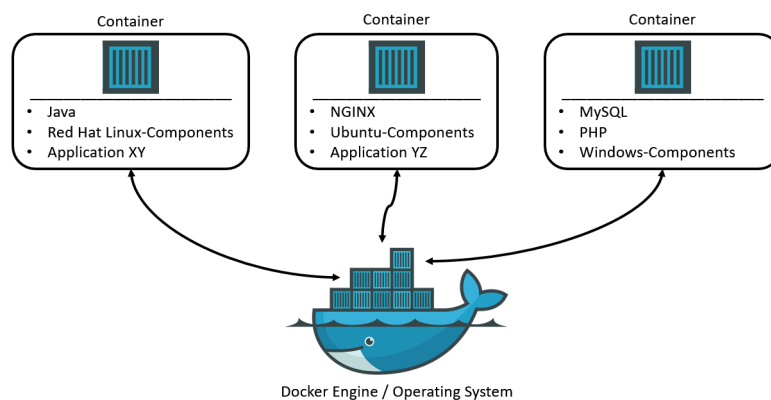 Container
Container
Container
• Java
• Red Hat Linux-Components
• Application XY
• NGINX
• Ubuntu-Components
• Application YZ
• MySQL
• PHP
• Windows-Components
Docker Engine / Operating System